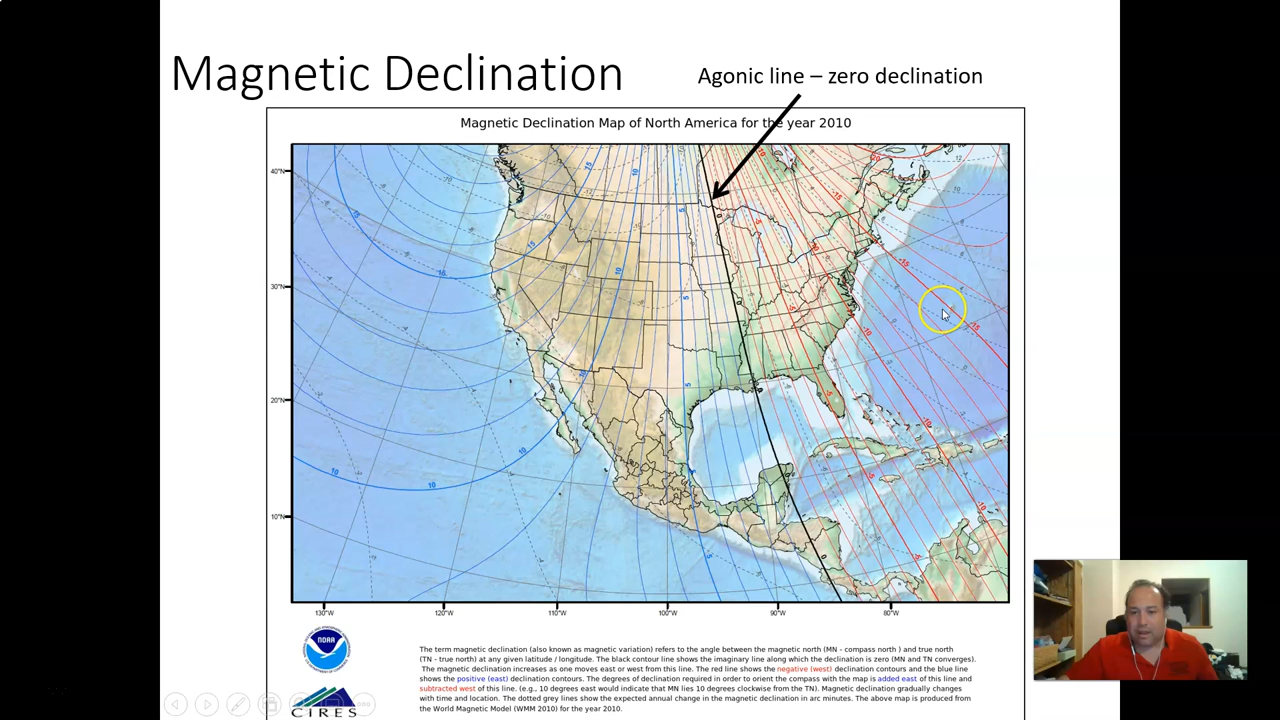 Magnetic Declination
Agonic line – zero declination
Magnetic Declination Map of North America for the year 2010
40°N
30°N
20°N
10°N
130°W
120°W
110°W
100°W
90°W
80°W
NOAA
CIRES
The term magnetic declination (also known as magnetic variation) refers to the angle between the magnetic north (MN - compass north ) and true north
(TN - true north) at any given latitude / longitude. The black contour line shows the imaginary line along which the declination is zero (MN and TN converges).
The magnetic declination increases as one moves east or west from this line. The red line shows the negative (west) declination contours and the blue line
shows the positive (east) declination contours. The degrees of declination required in order to orient the compass with the map is added east of this line and
subtracted west of this line. (e.g., 10 degrees east would indicate that MN lies 10 degrees clockwise from the TN). Magnetic declination gradually changes
with time and location. The dotted grey lines show the expected annual change in the magnetic declination in arc minutes. The above map is produced from
the World Magnetic Model (WMM 2010) for the year 2010.